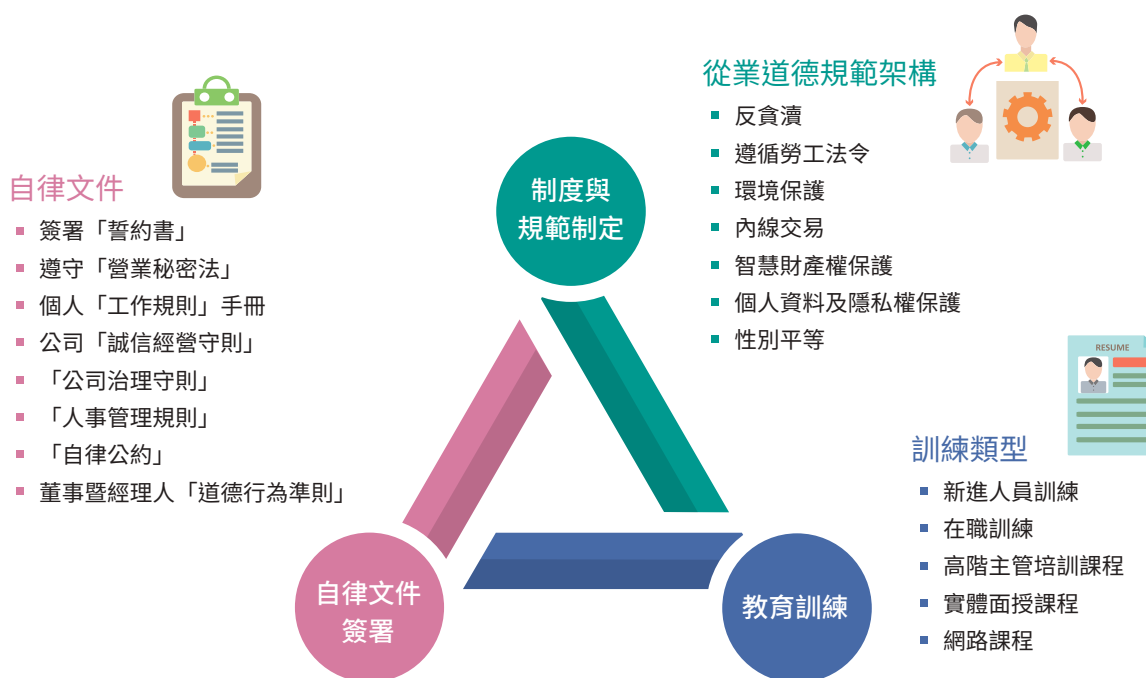 從業道德規範架構
反貪瀆
遵循勞工法令
環境保護
內線交易
智慧財產權保護
個人資料及隱私權保護
性別平等
自律文件
簽署「誓約書」
遵守「營業秘密法」
個人「工作規則」手冊
公司「誠信經營守則」
「公司治理守則」
「人事管理規則」
「自律公約」
董事暨經理人「道德行為準則」
制度與
規範制定
RESUME
訓練類型
新進人員訓練
在職訓練
高階主管培訓課程
實體面授課程
網路課程
自律文件
簽署
教育訓練